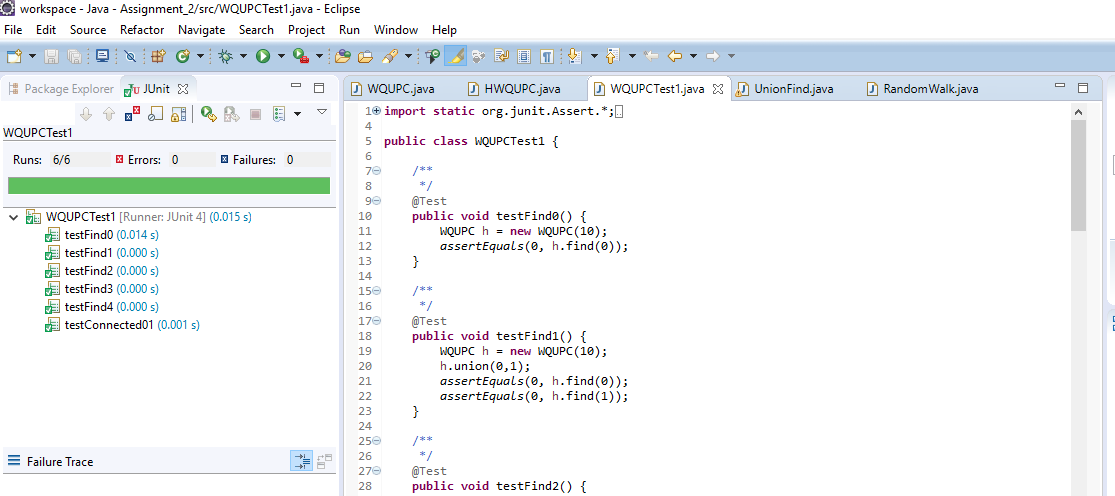 workspace - Java - Assignment_2/src/WQUPCTest1.java - Eclipse
File Edit Source Refactor Navigate Search Project Run Window Help
Package Explorer JUnit
WQUPCTest1
Runs: 6/6 Errors: 0 Failures: 0
WQUPCTest1 [Runner: JUnit 4] (0.015 s)
testFind0 (0.014 s)
testFind1 (0.000 s)
testFind2 (0.000 s)
testFind3 (0.000 s)
testFind4 (0.000 s)
testConnected01 (0.001 s)
Failure Trace
WQUPC.java HWQUPC.java WQUPCTest1.java UnionFind.java RandomWalk.java
1 import static org.junit.Assert.*;
4
5 public class WQUPCTest1 {
6
7 /**
8 */
9 @Test
10 public void testFind0() {
11 WQUPC h = new WQUPC(10);
12 assertEquals(0, h.find(0));
13 }
14
15 /**
16 */
17 @Test
18 public void testFind1() {
19 WQUPC h = new WQUPC(10);
20 h.union(0,1);
21 assertEquals(0, h.find(0));
22 assertEquals(0, h.find(1));
23 }
24
25 /**
26 */
27 @Test
28 public void testFind2() {